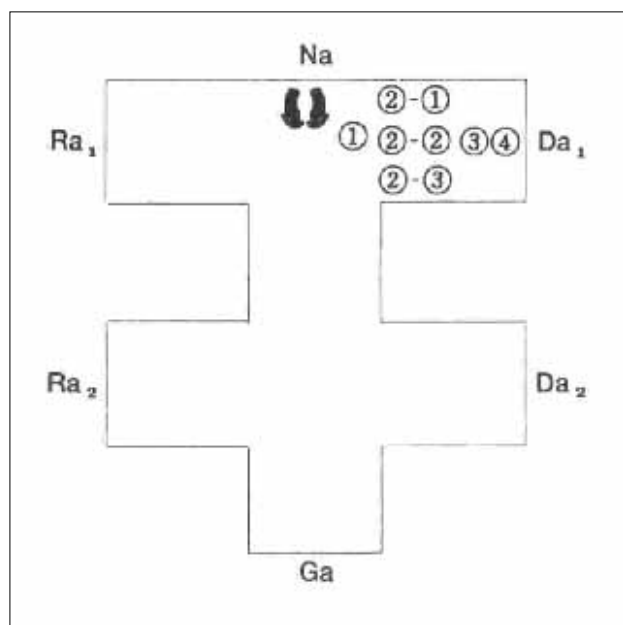 Na
②-①
Ra₁ ① ②-② ③④ Da₁
②-③
Ra₂ Da₂
Ga